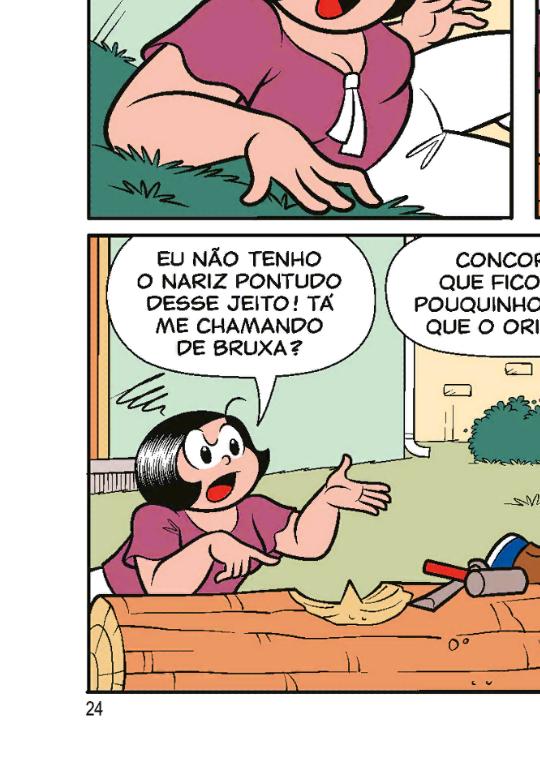 EU NÃO TENHO
O NARIZ PONTUDO
DESSE JEITO! TÁ
ME CHAMANDO
DE BRUXA?
QUE FICO
POUQUINHO
QUE O
24